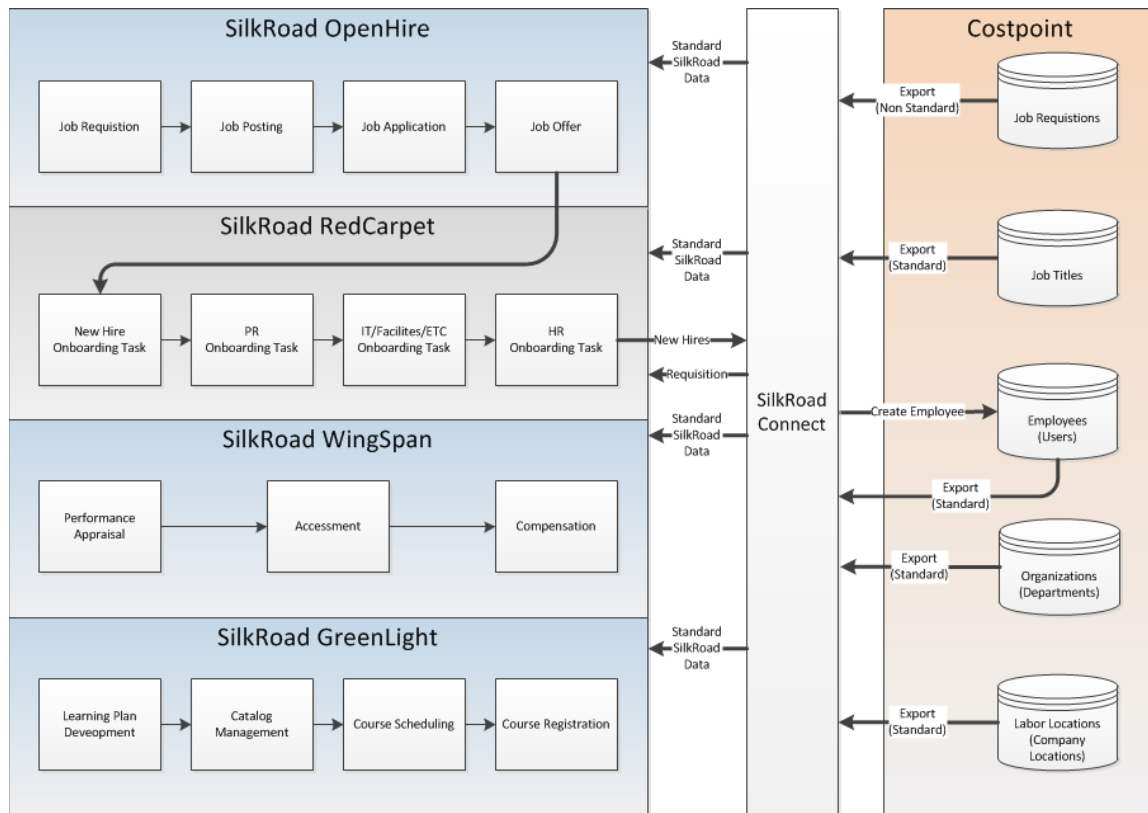 SilkRoad OpenHire
Job Requistion
Job Posting
Job Application
Job Offer
SilkRoad RedCarpet
New Hire
Onboarding Task
PR
Onboarding Task
IT/Facilites/ETC
Onboarding Task
HR
Onboarding Task
SilkRoad WingSpan
Performance
Appraisal
Accessment
Compensation
SilkRoad GreenLight
Learning Plan
Deveopment
Catalog
Management
Course Scheduling
Course Registration
Standard
SilkRoad
Data
Standard
SilkRoad
Data
New Hires
Requisition
Standard
SilkRoad
Data
Standard
SilkRoad
Data
SilkRoad
Connect
Costpoint
Export
(Non Standard)
Job Requistions
Export
(Standard)
Job Titles
Create Employee
Employees
(Users)
Export
(Standard)
Export
(Standard)
Organizations
(Departments)
Export
(Standard)
Labor Locations
(Company
Locations)